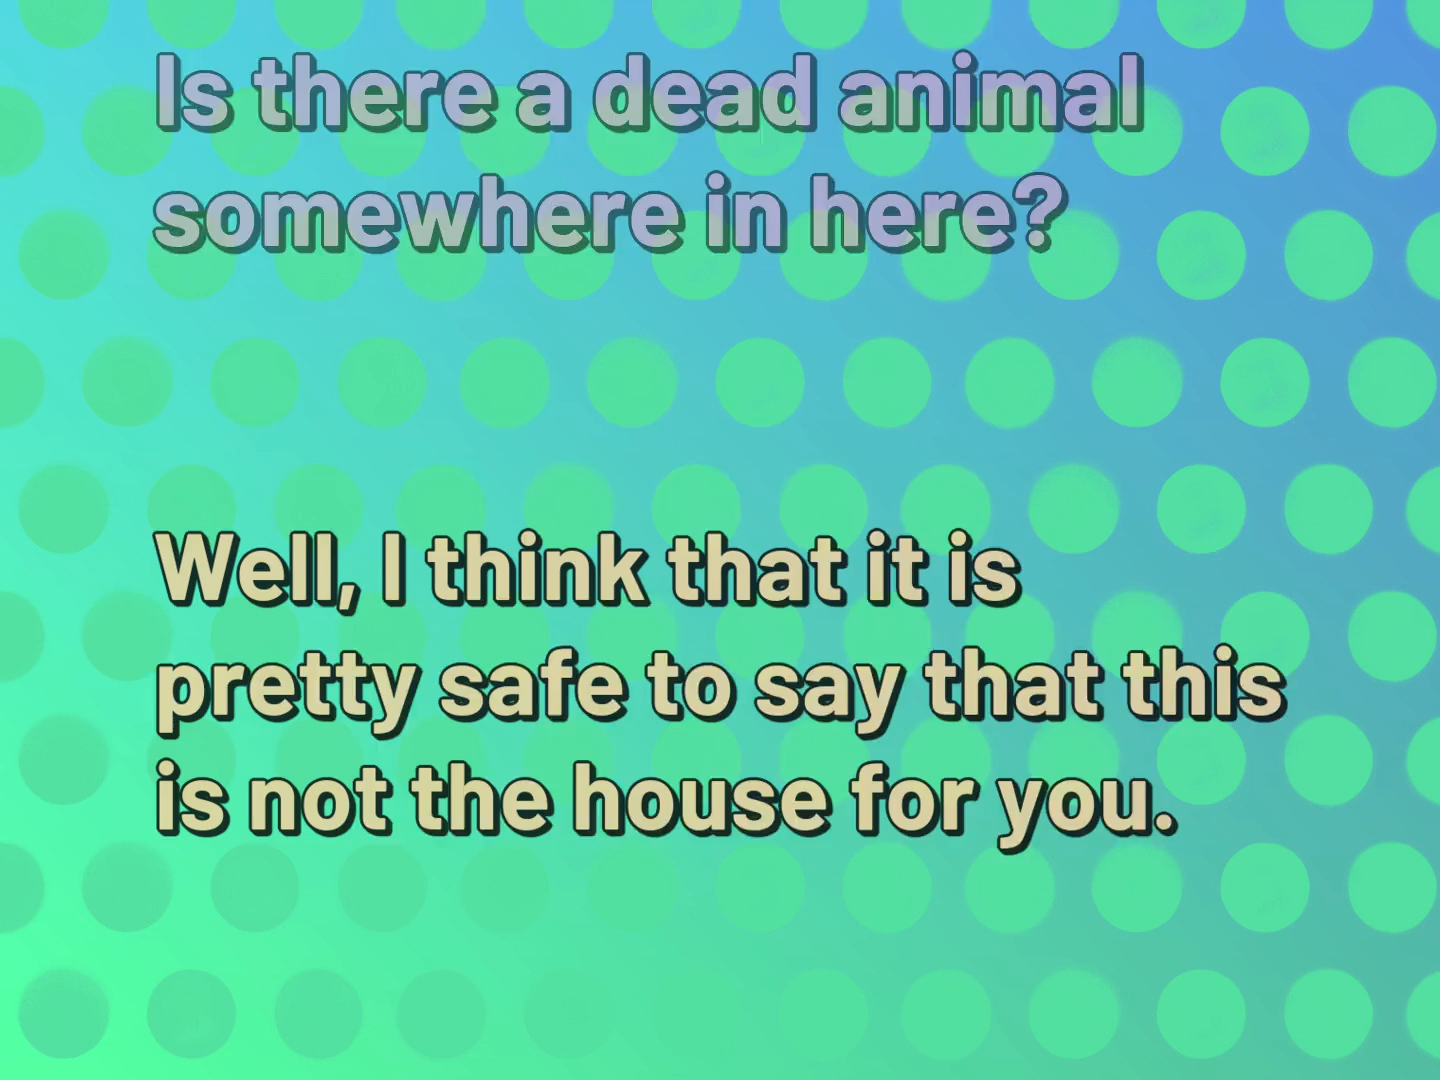 Is there a dead animal
somewhere in here?
Well, I think that it is
pretty safe to say that this
is not the house for you.